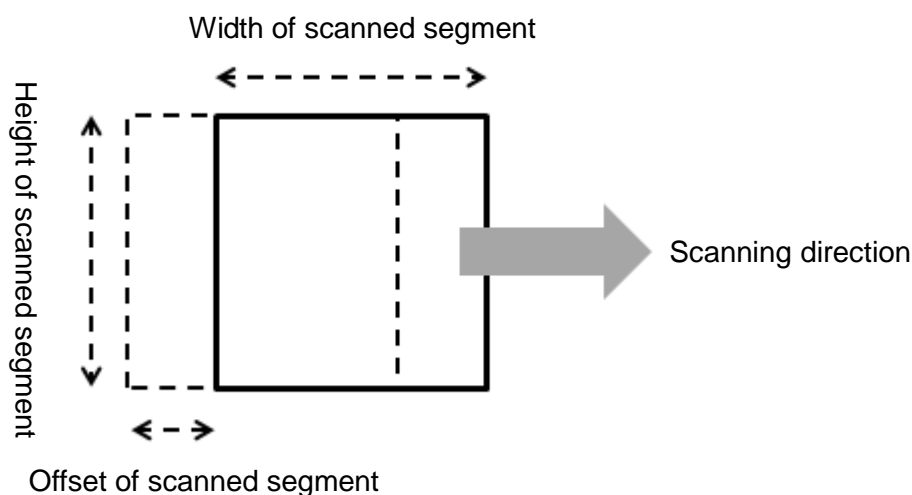 Width of scanned segment
Height of scanned segment
Scanning direction
Offset of scanned segment